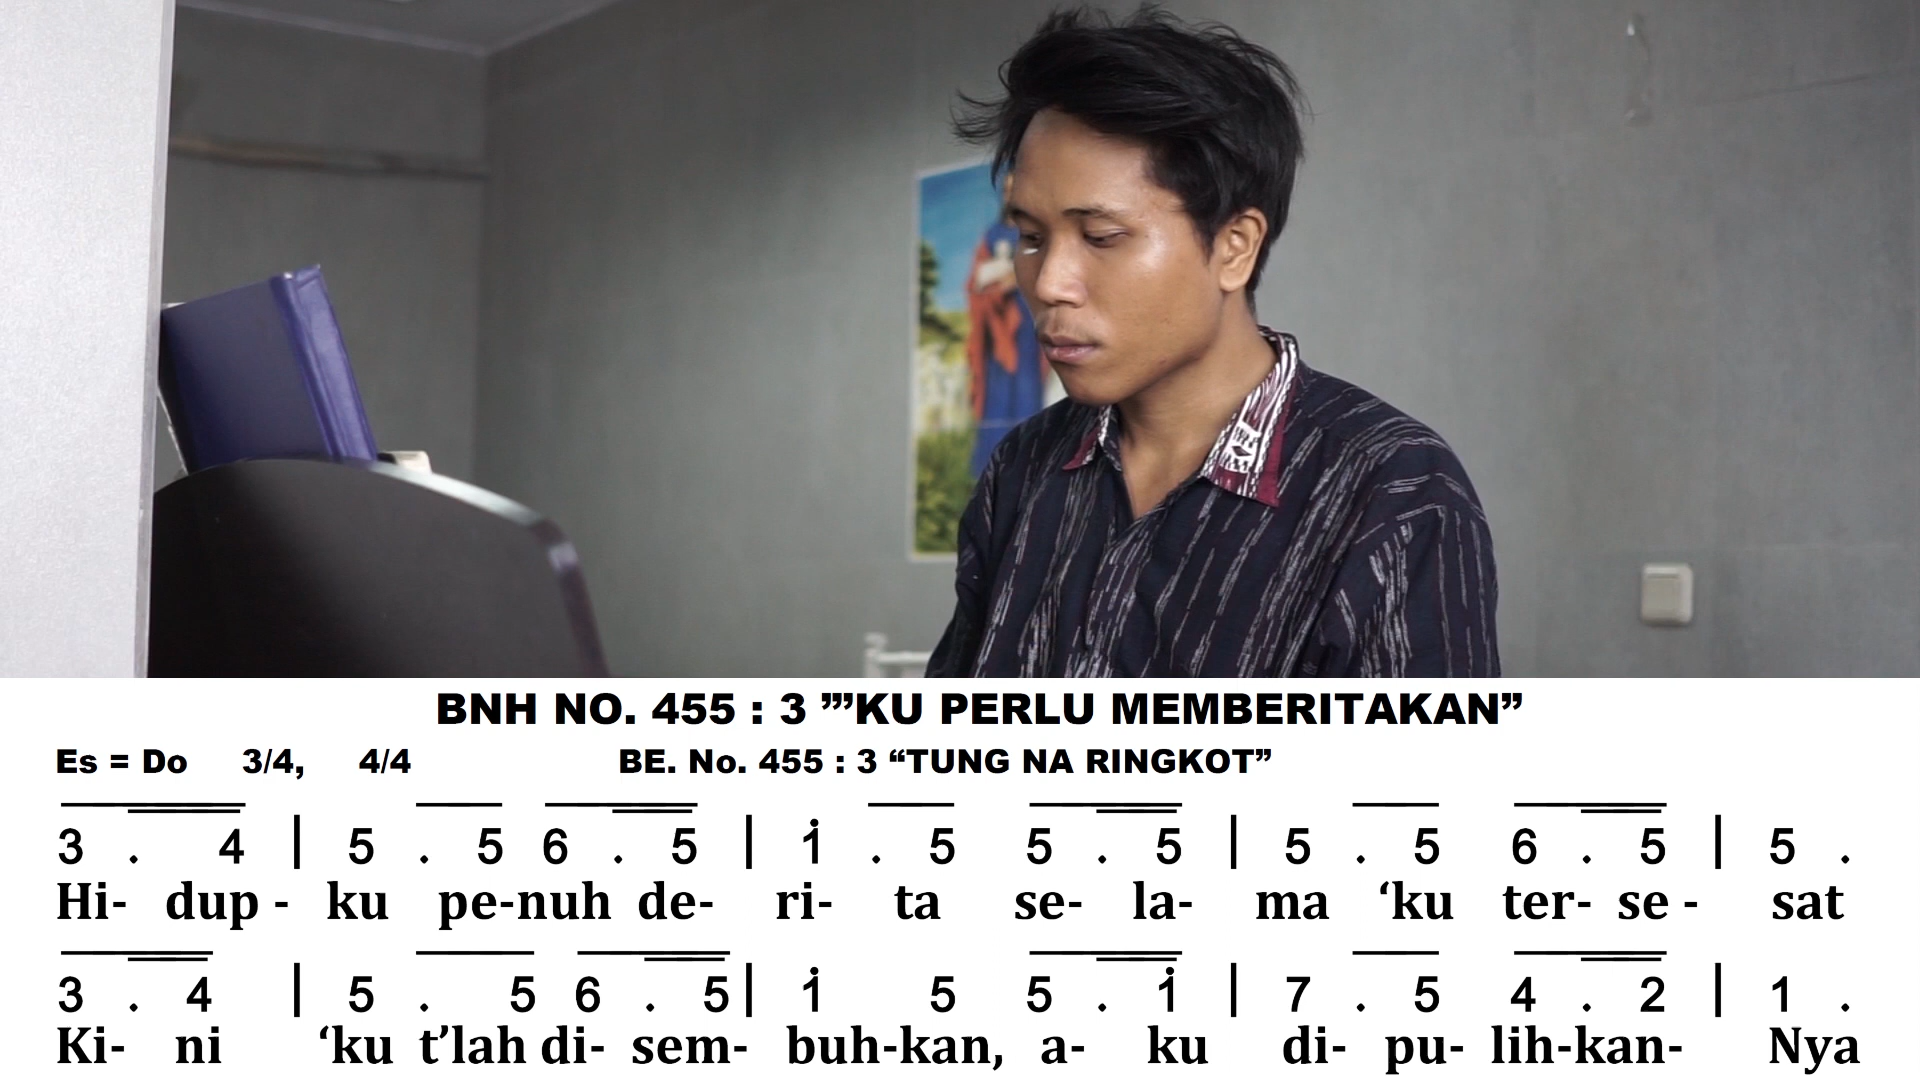 BNH NO. 455 : 3 ”’KU PERLU MEMBERITAKAN”
Es = Do 3/4, 4/4 BE. No. 455 : 3 “TUNG NA RINGKOT”
3 . 4 | 5 . 5 6 . 5 | i . 5 5 . 5 | 5 . 5 6 . 5 | 5 .
Hi- dup - ku pe-nuh de- ri- ta se- la- ma ‘ku ter- se - sat
3 . 4 | 5 . 5 6 . 5 | i 5 5 . i | 7 . 5 4 . 2 | 1 .
Ki- ni ‘ku t’lah di- sem- buh-kan, a- ku di- pu- lih-kan- Nya